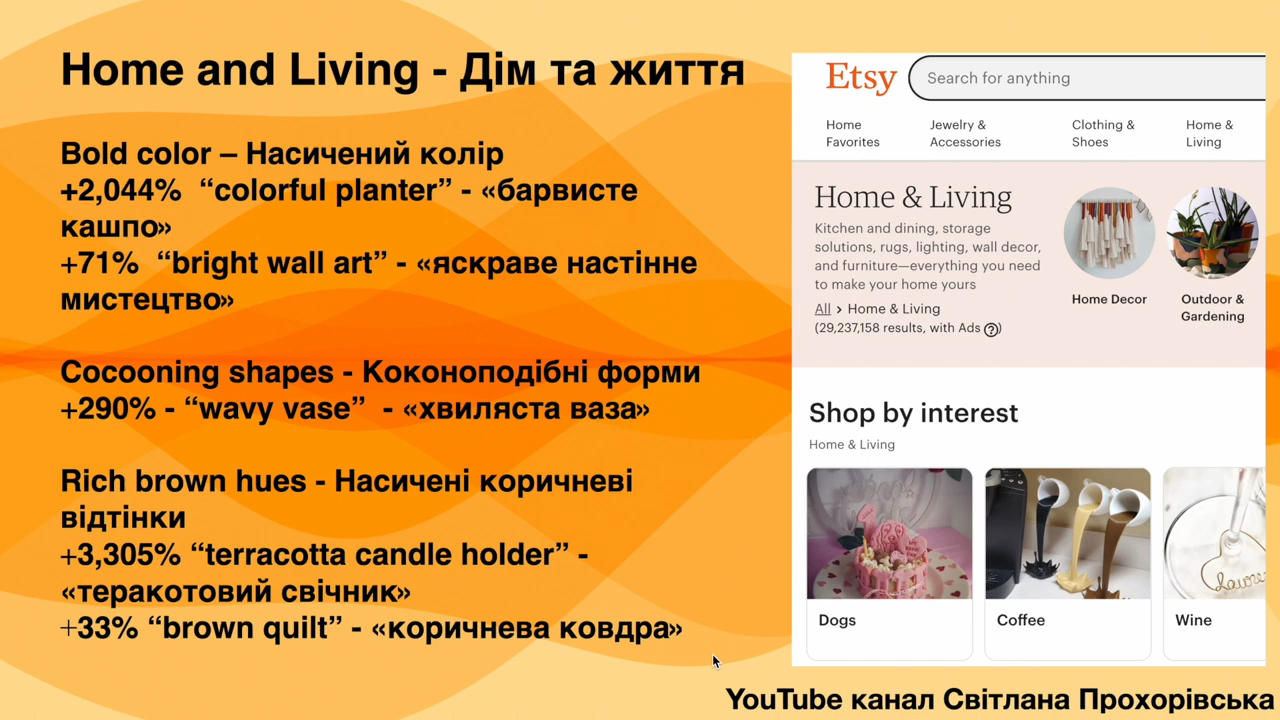 Home and Living - Дім та життя
Bold color – Насичений колір
+2,044%  “colorful planter” - «барвисте
кашпо»
+71%  “bright wall art” - «яскраве настінне
мистецтво»
Cocooning shapes - Коконоподібні форми
+290% - “wavy vase”  - «хвиляста ваза»
Rich brown hues - Насичені коричневі
відтінки
+3,305% “terracotta candle holder” -
«теракотовий свічник»
+33% “brown quilt” - «коричнева ковдра»
Etsy
Search for anything
Home
Favorites
Jewelry &
Accessories
Clothing &
Shoes
Home &
Living
Home & Living
Kitchen and dining, storage
solutions, rugs, lighting, wall decor,
and furniture—everything you need
to make your home yours
All > Home & Living
(29,237,158 results, with Ads ?)
Home Decor
Outdoor &
Gardening
Shop by interest
Home & Living
Dogs
Coffee
Wine
YouTube канал Світлана Прохорівська